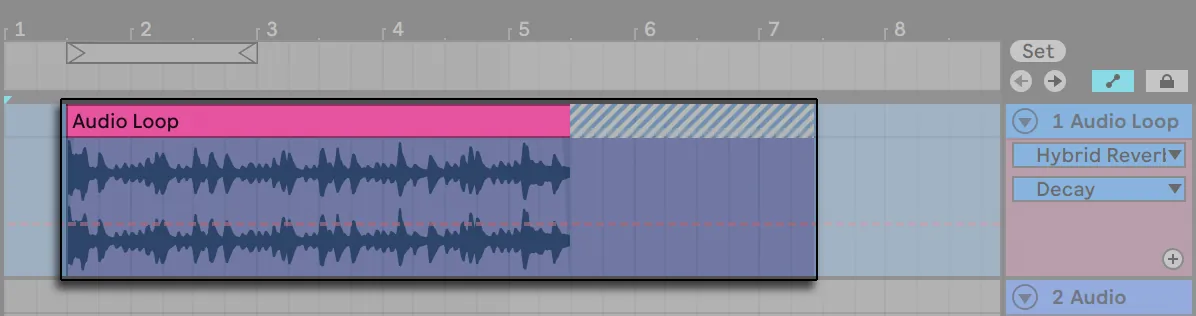 1 2 3 4 5 6 7 8
Set
Audio Loop
1 Audio Loop
Hybrid Reverb
Decay
2 Audio